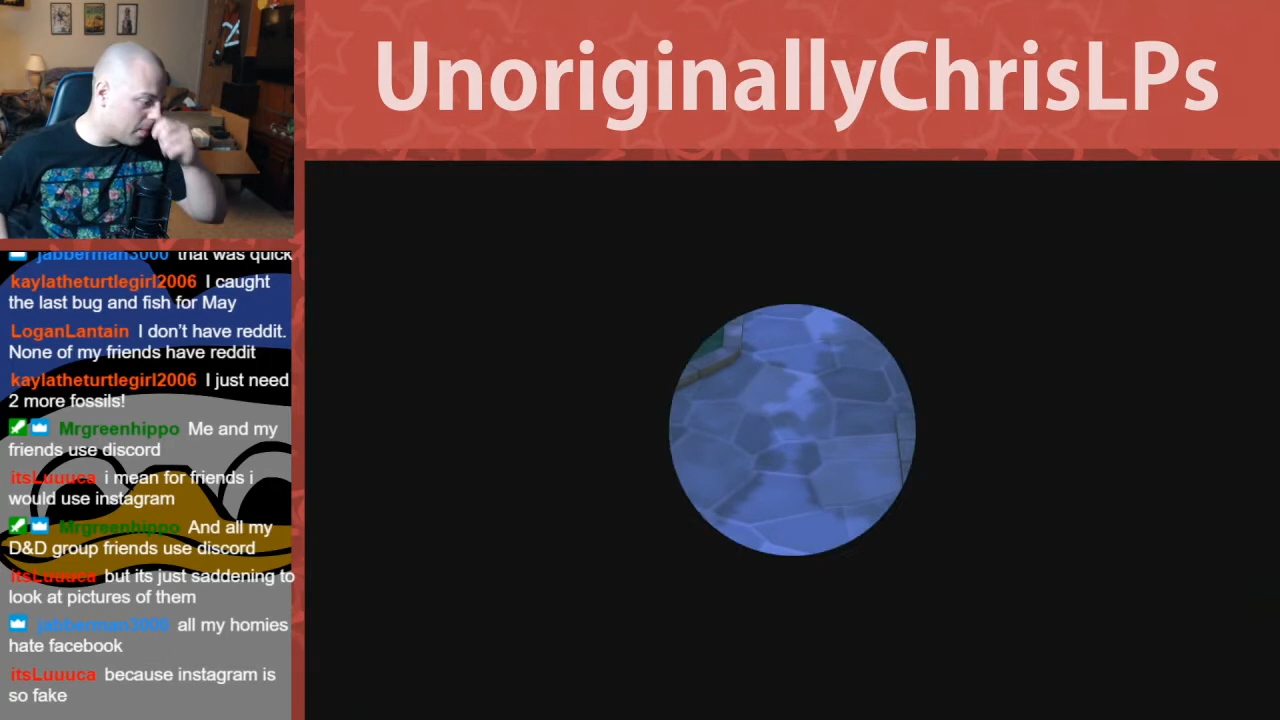 UnoriginallyChrisLPs
jabberman3000 that was quick
kaylatheturtlegirl2006 I caught
the last bug and fish for May
LoganLantain I don't have reddit.
None of my friends have reddit
kaylatheturtlegirl2006 I just need
2 more fossils!
Mrgreenhippo Me and my
friends use discord
itsLuuuca i mean for friends i
would use instagram
Mrgreenhippo And all my
D&D group friends use discord
itsLuuuca but its just saddening to
look at pictures of them
jabberman3000 all my homies
hate facebook
itsLuuuca because instagram is
so fake